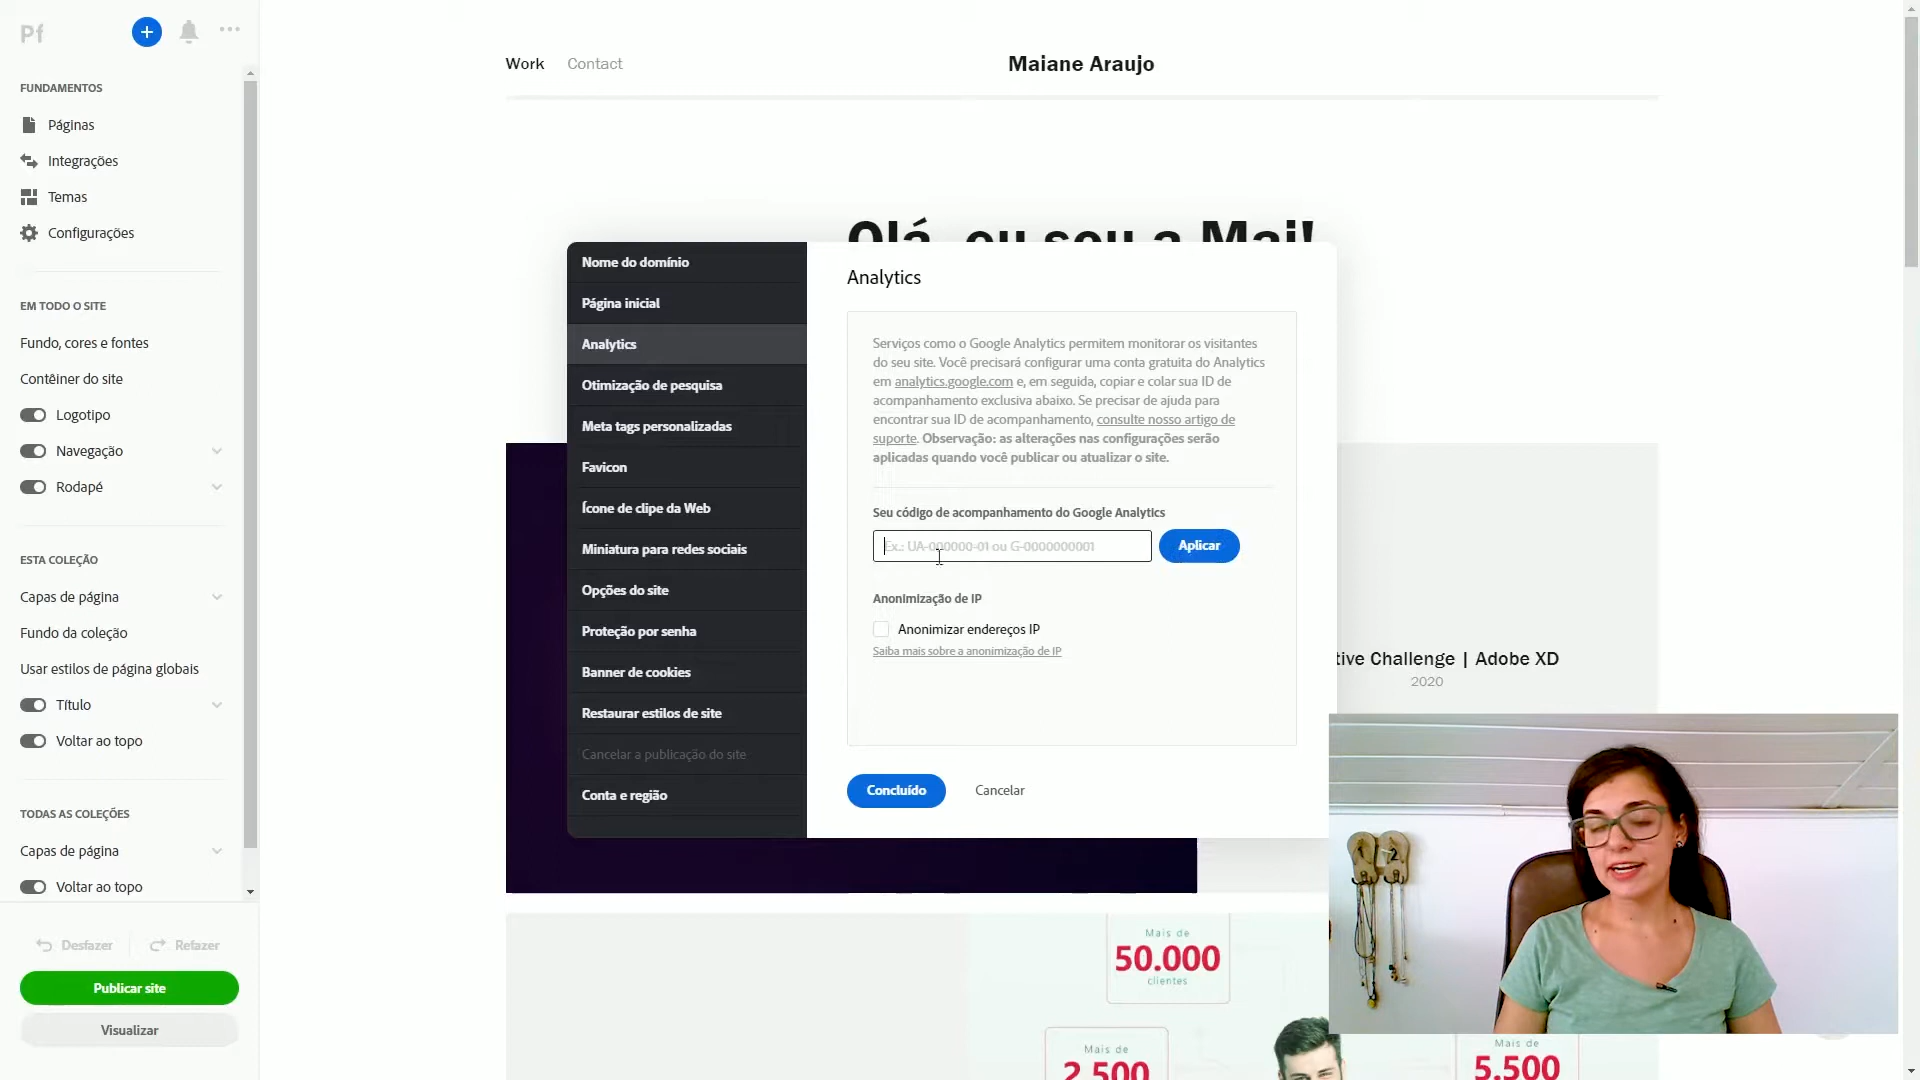 Pf
FUNDAMENTOS
Páginas
Integrações
Temas
Configurações
EM TODO O SITE
Fundo, cores e fontes
Contêiner do site
Logotipo
Navegação
Rodapé
ESTA COLEÇÃO
Capas de página
Fundo da coleção
Usar estilos de página globais
Título
Voltar ao topo
TODAS AS COLEÇÕES
Capas de página
Voltar ao topo
Desfazer
Refazer
Publicar site
Visualizar
Work
Contact
Maiane Araujo
Olá, eu sou a Mai!
Nome do domínio
Página inicial
Analytics
Otimização de pesquisa
Meta tags personalizadas
Favicon
Ícone de clipe da Web
Miniatura para redes sociais
Opções do site
Proteção por senha
Banner de cookies
Restaurar estilos de site
Cancelar a publicação do site
Conta e região
Analytics
Serviços como o Google Analytics permitem monitorar os visitantes
do seu site. Você precisará configurar uma conta gratuita do Analytics
em analytics.google.com e, em seguida, copiar e colar sua ID de
acompanhamento exclusiva abaixo. Se precisar de ajuda para
encontrar sua ID de acompanhamento, consulte nosso artigo de
suporte. Observação: as alterações nas configurações serão
aplicadas quando você publicar ou atualizar o site.
Seu código de acompanhamento do Google Analytics
Ex.: UA-000000-01 ou G-0000000001
Aplicar
Anonimização de IP
Anonimizar endereços IP
Saiba mais sobre a anonimização de IP
Concluído
Cancelar
tive Challenge | Adobe XD
2020
Mais de
50.000
clientes
Mais de
2.500
Mais de
5.500